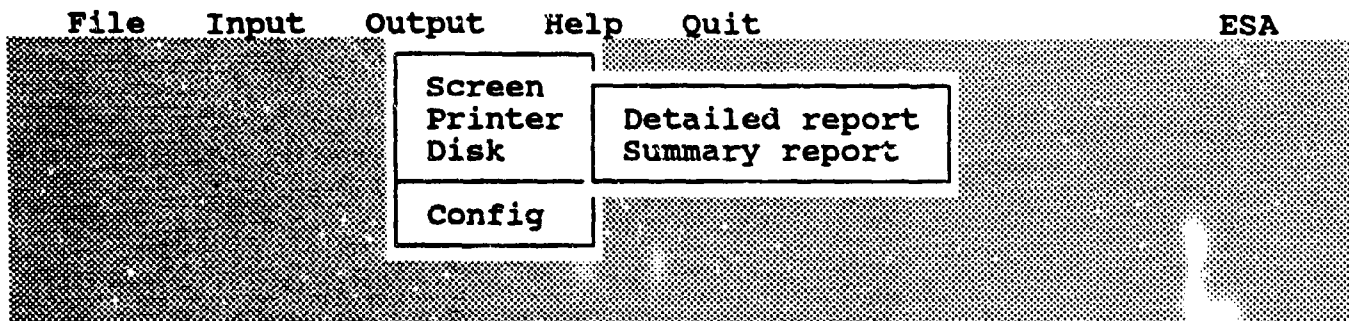 File Input Output Help Quit ESA
Screen
Printer
Disk
Config
Detailed report
Summary report